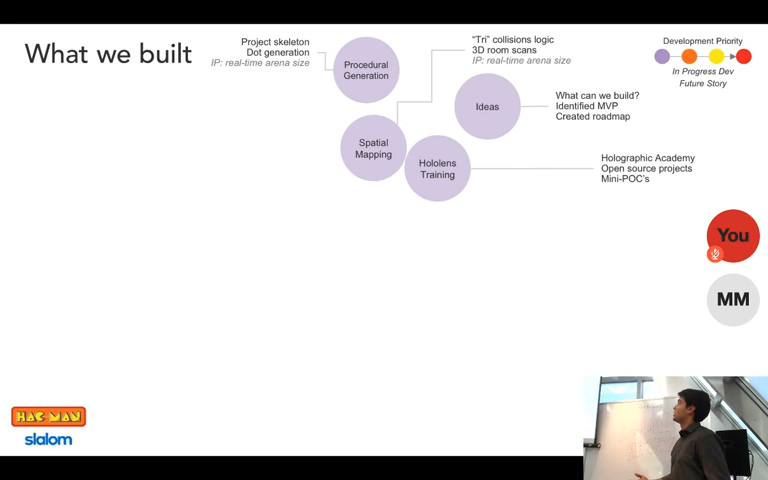 What we built
Project skeleton
Dot generation
IP: real-time arena size
Procedural
Generation
"Tri" collisions logic
3D room scans
IP: real-time arena size
Development Priority
In Progress Dev
Future Story
Ideas
What can we build?
Identified MVP
Created roadmap
Spatial
Mapping
Hololens
Training
Holographic Academy
Open source projects
Mini-POC's
You
MM
HAC MAN
slalom